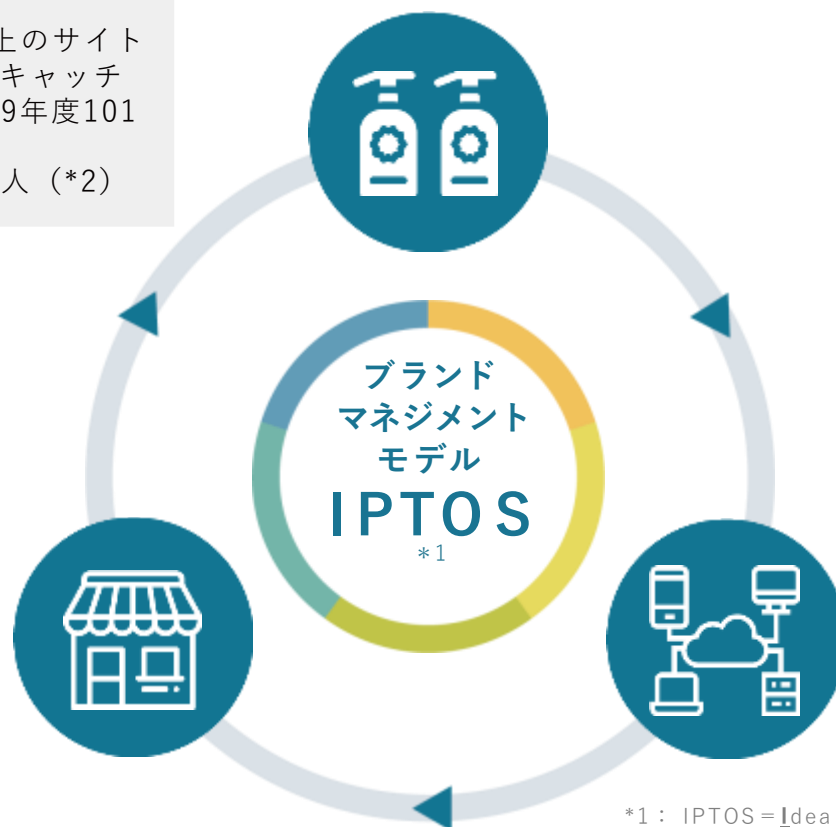 上のサイト
キャッチ
9年度101
人（*2）
ブランド
マネジメント
モデル
IPTOS
*1
*1： IPTOS＝Idea